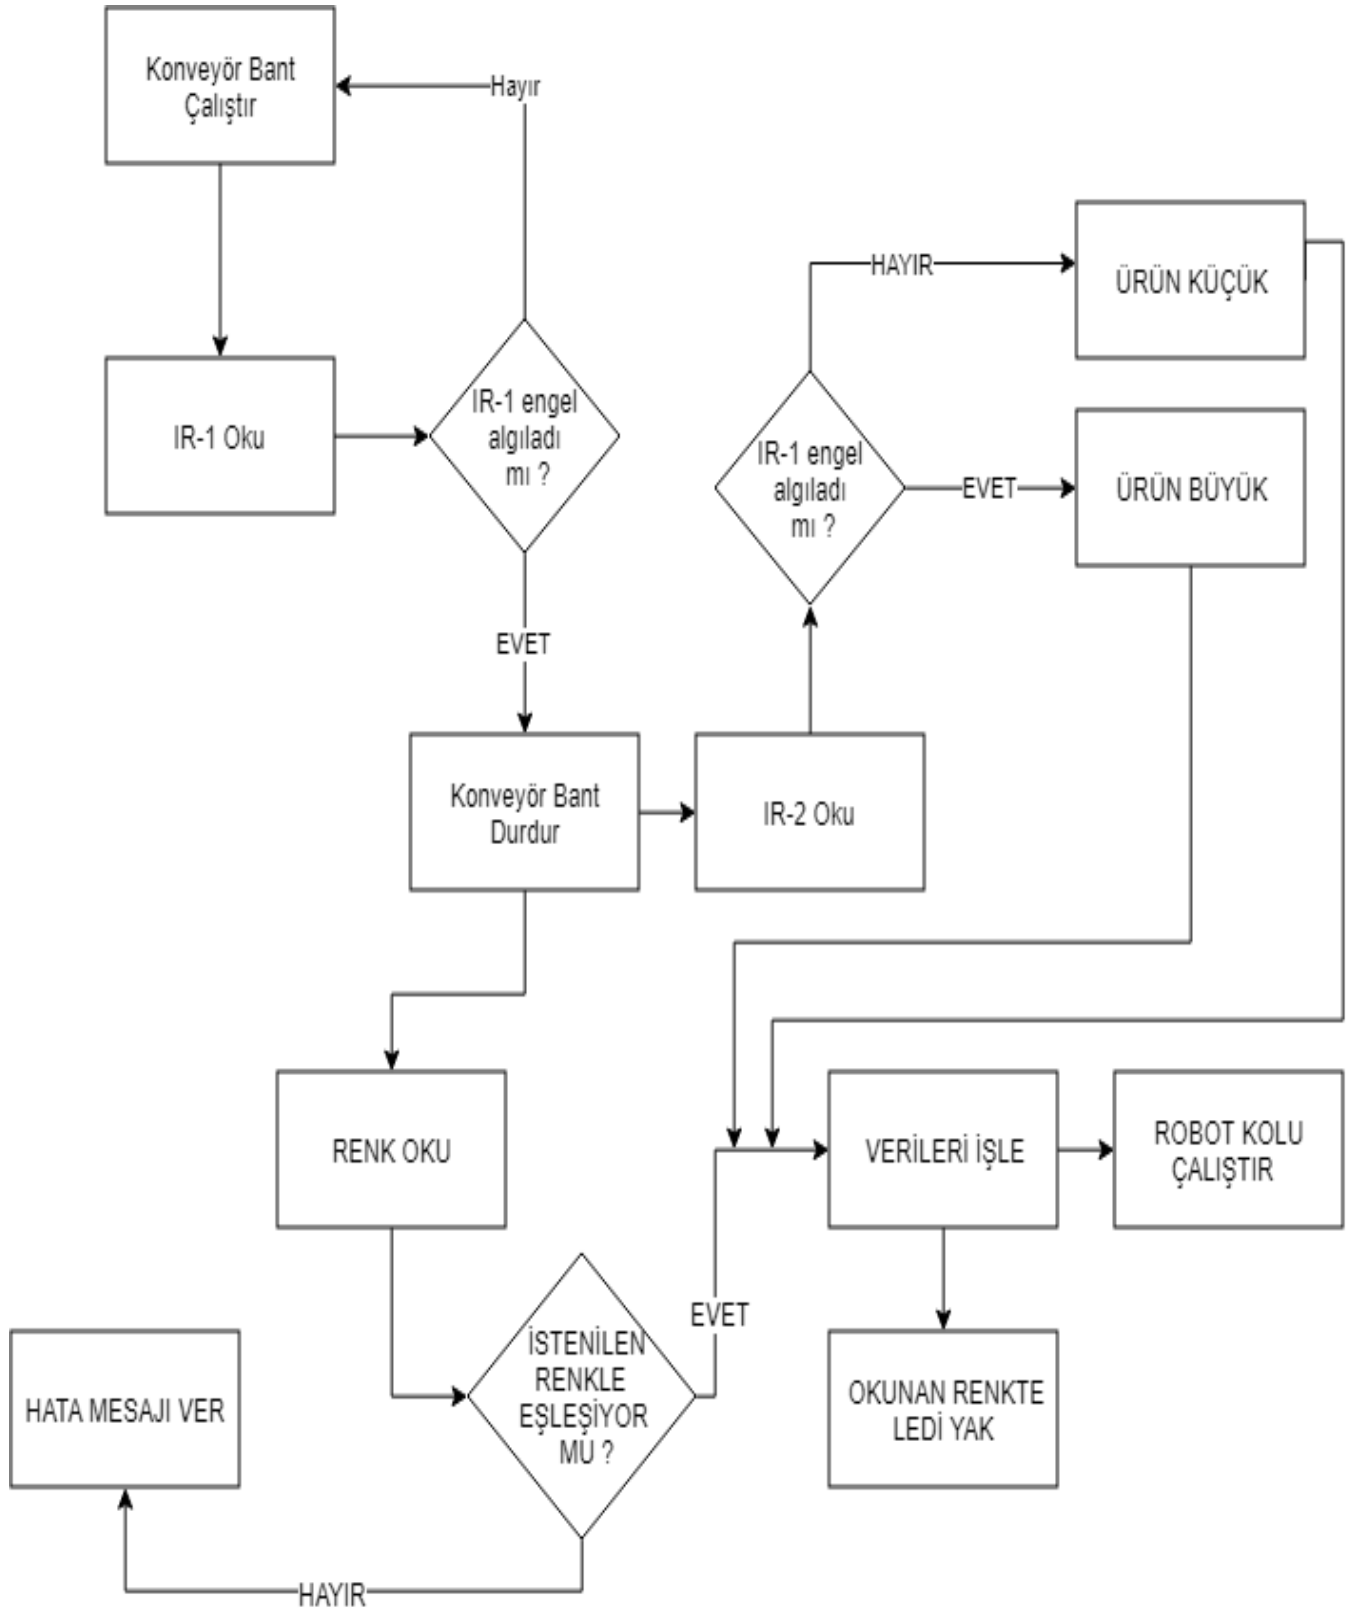 Konveyör Bant
Çalıştır
Hayır
IR-1 Oku
IR-1 engel
algıladı
mı ?
EVET
Konveyör Bant
Durdur
IR-2 Oku
IR-1 engel
algıladı
mı ?
HAYIR
ÜRÜN KÜÇÜK
EVET
ÜRÜN BÜYÜK
RENK OKU
İSTENİLEN
RENKLE
EŞLEŞİYOR
MU ?
HAYIR
HATA MESAJI VER
EVET
VERİLERİ İŞLE
ROBOT KOLU
ÇALIŞTIR
OKUNAN RENKTE
LEDİ YAK